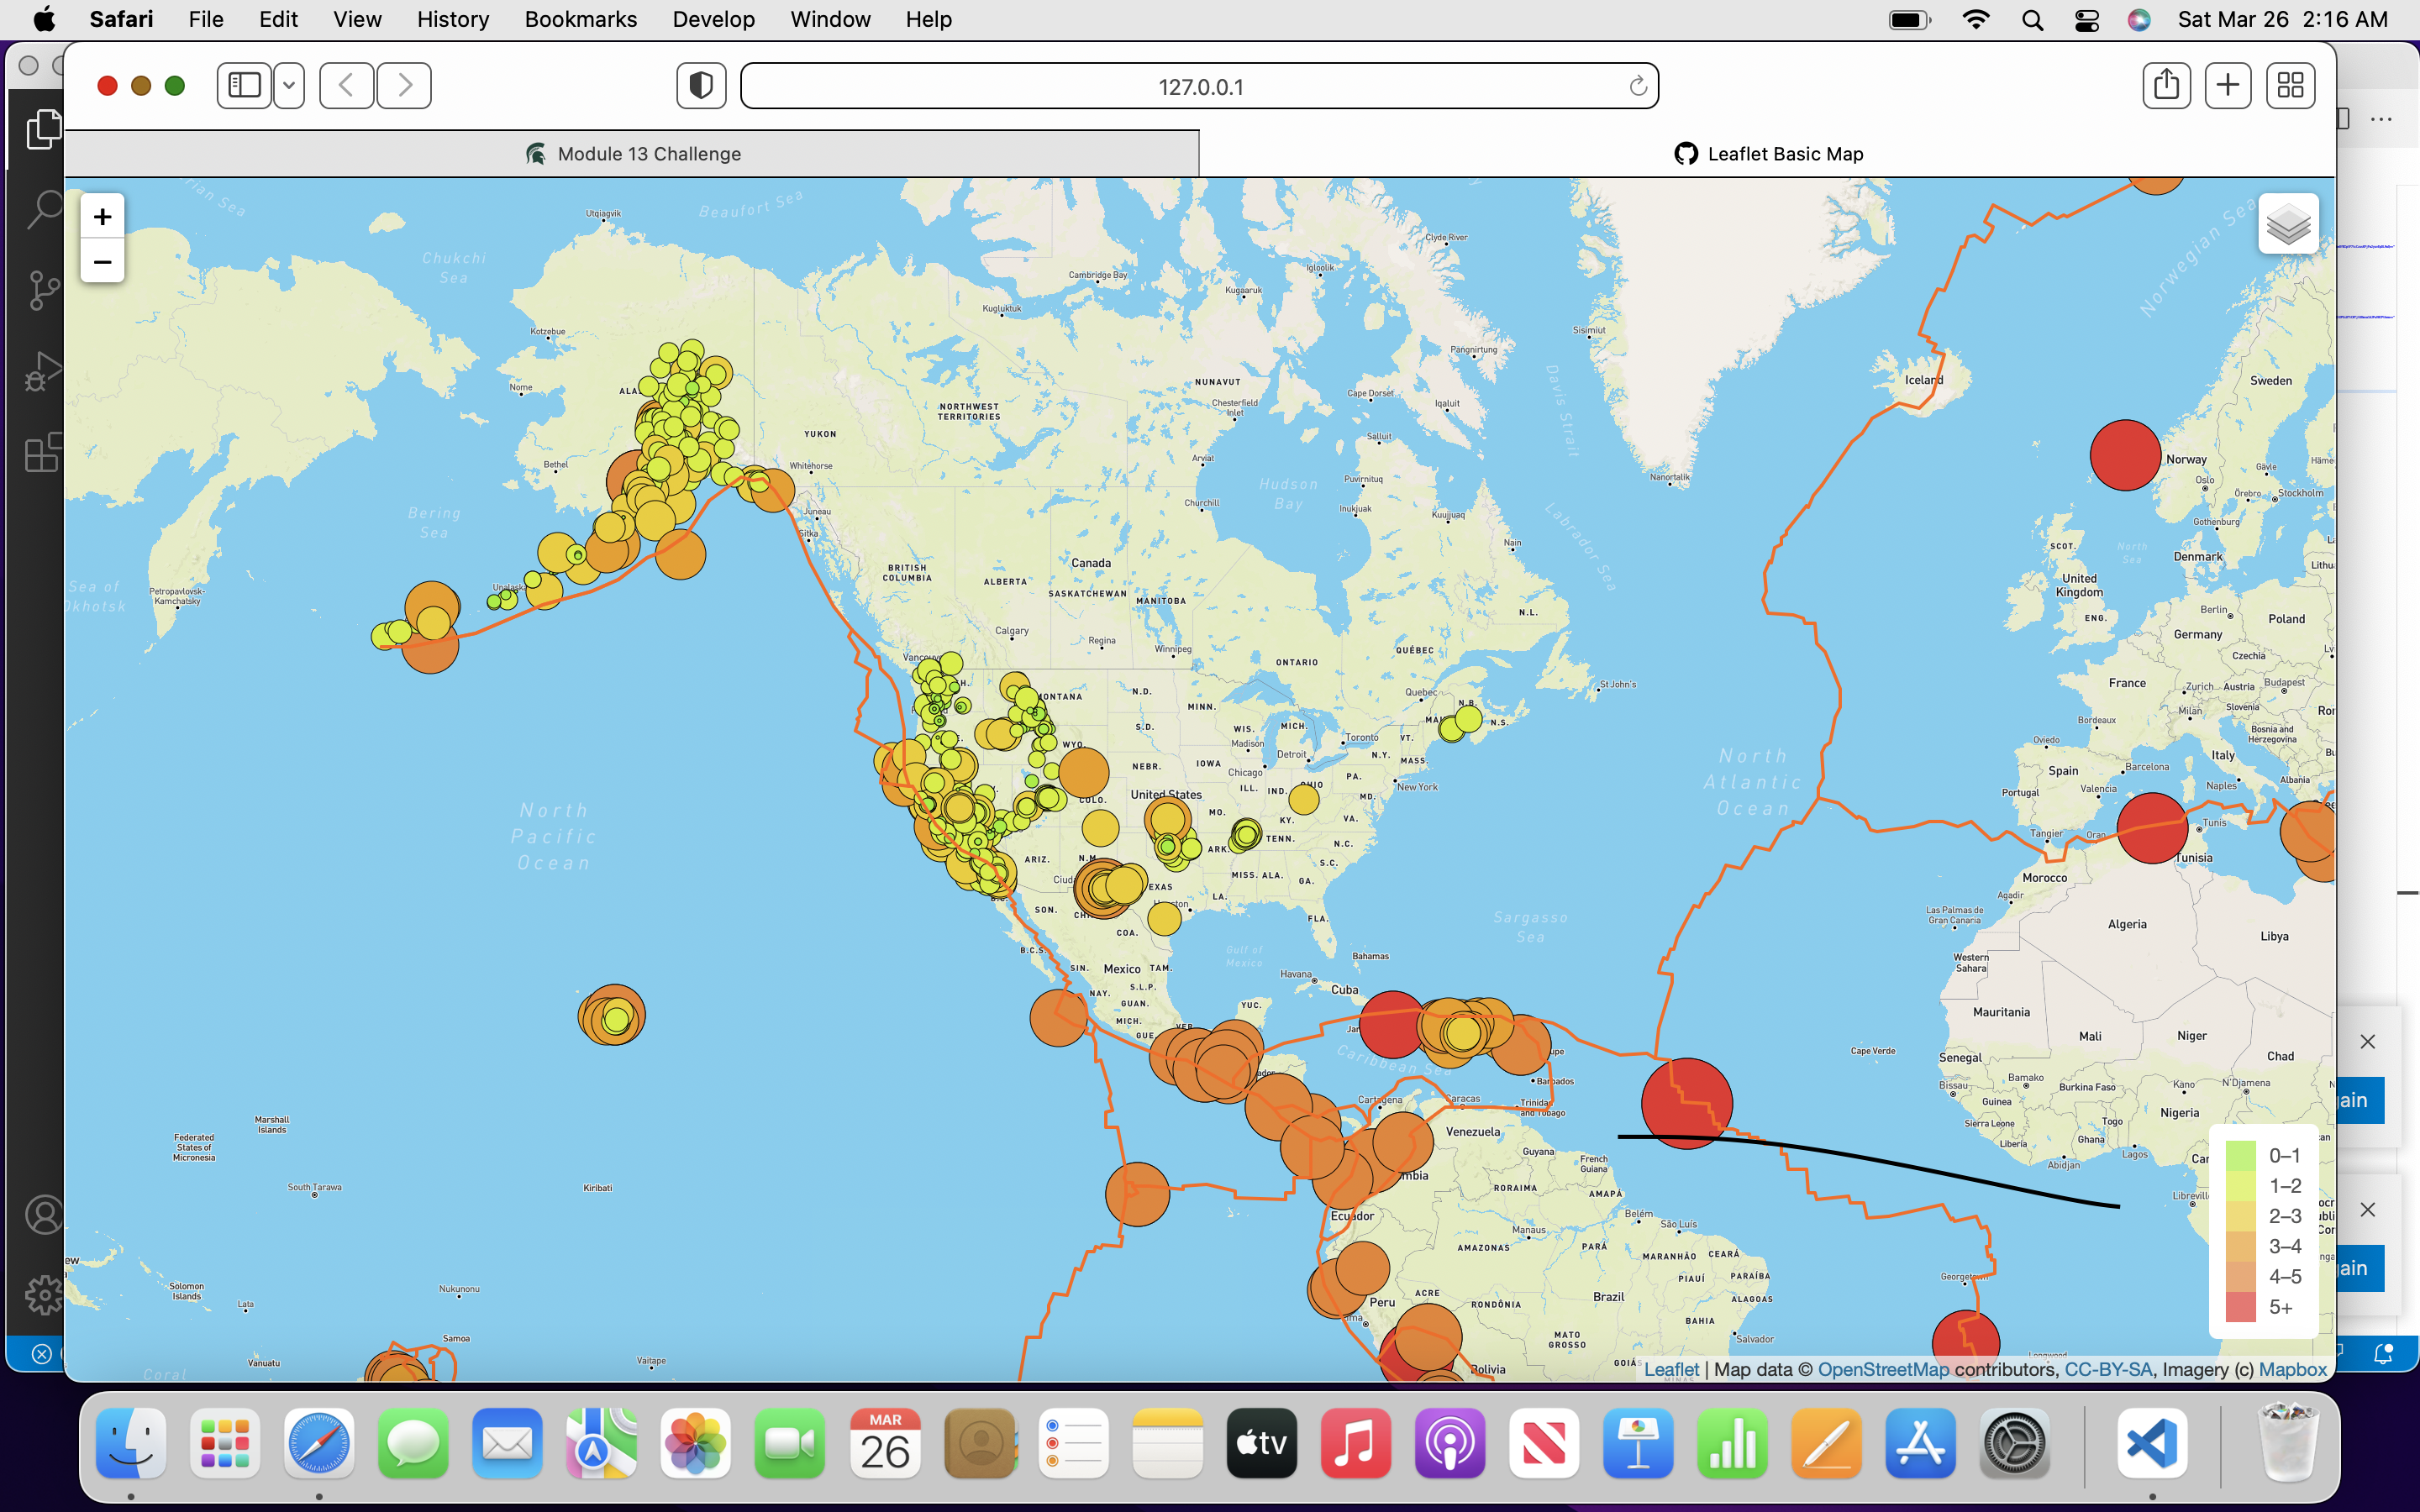 Safari File Edit View History Bookmarks Develop Window Help
Sat Mar 26 2:16 AM
127.0.0.1
Module 13 Challenge
Leaflet Basic Map
+
−
Utqiagvik
Beaufort Sea
Chukchi
Sea
Clyde River
Igloolik
Cambridge Bay
Kugaaruk
Kugluktuk
Norwegian Sea
Kotzebue
Sisimiut
Pangnirtung
Nome
ALA
NUNAVUT
Chesterfield
Inlet
Cape Dorset
Iqaluit
Davis Strait
Iceland
Sweden
NORTHWEST
TERRITORIES
YUKON
Salluit
Whitehorse
Bethel
Arviat
Puvirnituq
Nanortalik
Norway
Oslo
Gävle
Örebro
Stockholm
Hudson
Bay
Churchill
Inukjuak
Kuujjuaq
Labrador Sea
Juneau
Sitka
Bering
Sea
Gothenburg
Nain
SCOT.
North
Sea
Denmark
BRITISH
COLUMBIA
ALBERTA
Canada
SASKATCHEWAN
MANITOBA
United
Kingdom
Sea of
Okhotsk
Petropavlovsk-
Kamchatsky
N.L.
Berlin
Poland
ENG.
Germany
Calgary
Regina
Winnipeg
Czechia
QUÉBEC
ONTARIO
France
Zurich
Austria
Budapest
St John's
MONTANA
N.D.
Quebec
N.B.
N.S.
Slovenia
Milan
MINN.
S.D.
WIS.
MICH.
Bordeaux
Bosnia and
Herzegovina
Madison
Toronto
VT.
WYO.
Detroit
N.Y.
MASS.
Oviedo
Italy
NEBR.
IOWA
Chicago
PA.
Spain
Barcelona
Naples
Albania
New York
ILL.
IND.
OHIO
MD.
Portugal
Valencia
COLO.
United States
MO.
KY.
VA.
North
Atlantic
Ocean
Tangier
Oran
Tunis
ARK.
TENN.
N.C.
North
Pacific
Ocean
ARIZ.
N.M.
S.C.
Tunisia
MISS.
ALA.
GA.
Morocco
Agadir
LA.
SON.
FLA.
Las Palmas de
Gran Canaria
Algeria
Libya
COA.
Sargasso
Sea
B.C.S.
Gulf of
Mexico
Bahamas
Western
Sahara
SIN.
Mexico
TAM.
Havana
Cuba
S.L.P.
NAY.
GUAN.
YUC.
MICH.
Mauritania
Mali
Niger
Chad
Caribbean Sea
Cape Verde
Senegal
Barbados
Bissau
Bamako
Burkina Faso
Kano
N'Djamena
Cartagena
Caracas
Trinidad
and Tobago
Guinea
Togo
Nigeria
Marshall
Islands
Federated
States of
Micronesia
Venezuela
Sierra Leone
Liberia
Ghana
Abidjan
Lagos
Guyana
French
Guiana
South Tarawa
Kiribati
RORAIMA
AMAPÁ
Ecuador
Belém
São Luís
Manaus
AMAZONAS
PARÁ
MARANHÃO
CEARÁ
Solomon
Islands
Nukunonu
Lata
PARAÍBA
PIAUÍ
ALAGOAS
Georgetown
Peru
ACRE
RONDÔNIA
Brazil
BAHIA
Samoa
MATO
GROSSO
Salvador
Vanuatu
Vaitape
Bolivia
Coral
0–1
1–2
2–3
3–4
4–5
5+
Leaflet | Map data © OpenStreetMap contributors, CC-BY-SA, Imagery (c) Mapbox
MAR
26
tv